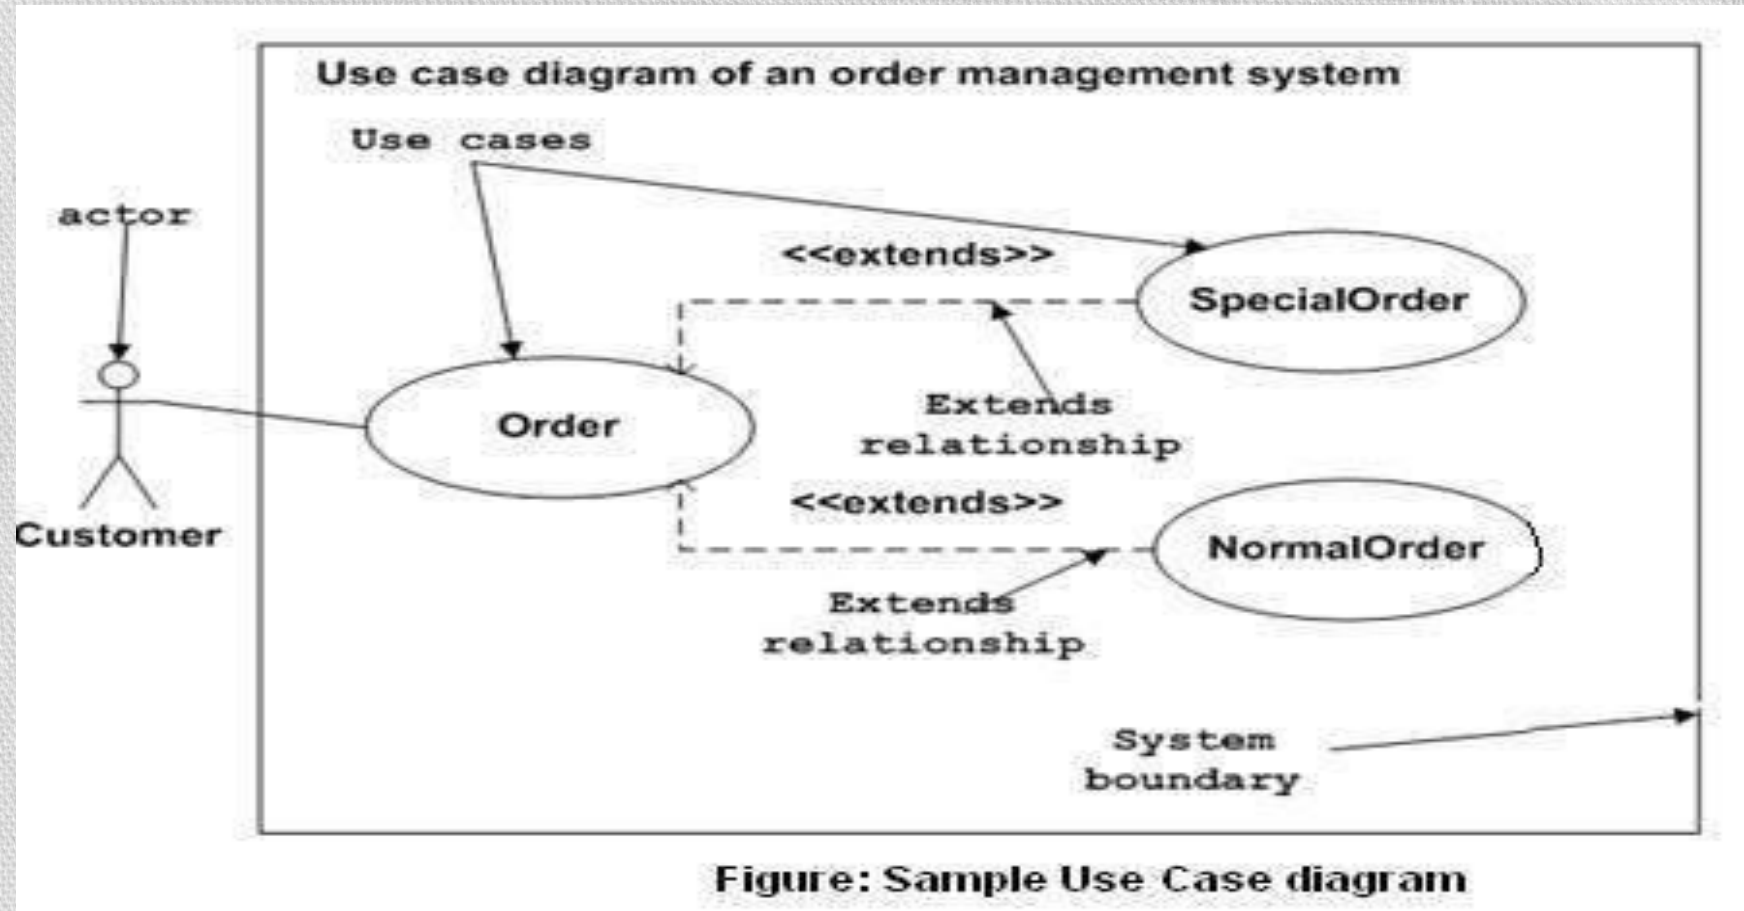 Use case diagram of an order management system
Use cases
actor
<<extends>>
SpecialOrder
Extends
relationship
Order
<<extends>>
NormalOrder
Customer
Extends
relationship
System
boundary
Figure: Sample Use Case diagram